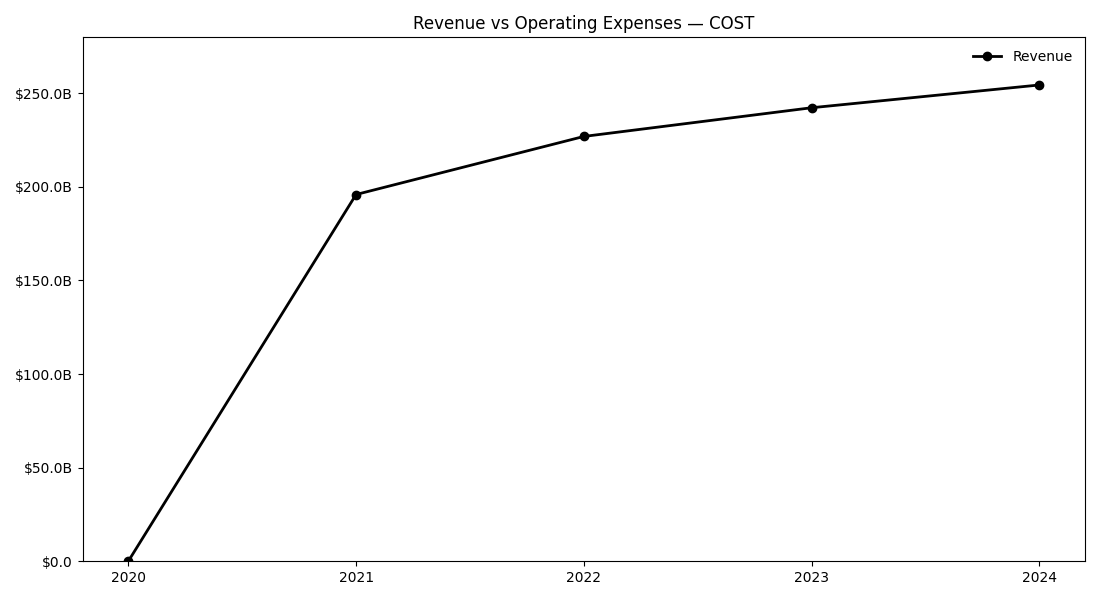 Revenue vs Operating Expenses — COST
Revenue
$250.0B
$200.0B
$150.0B
$100.0B
$50.0B
$0.0
2020 2021 2022 2023 2024